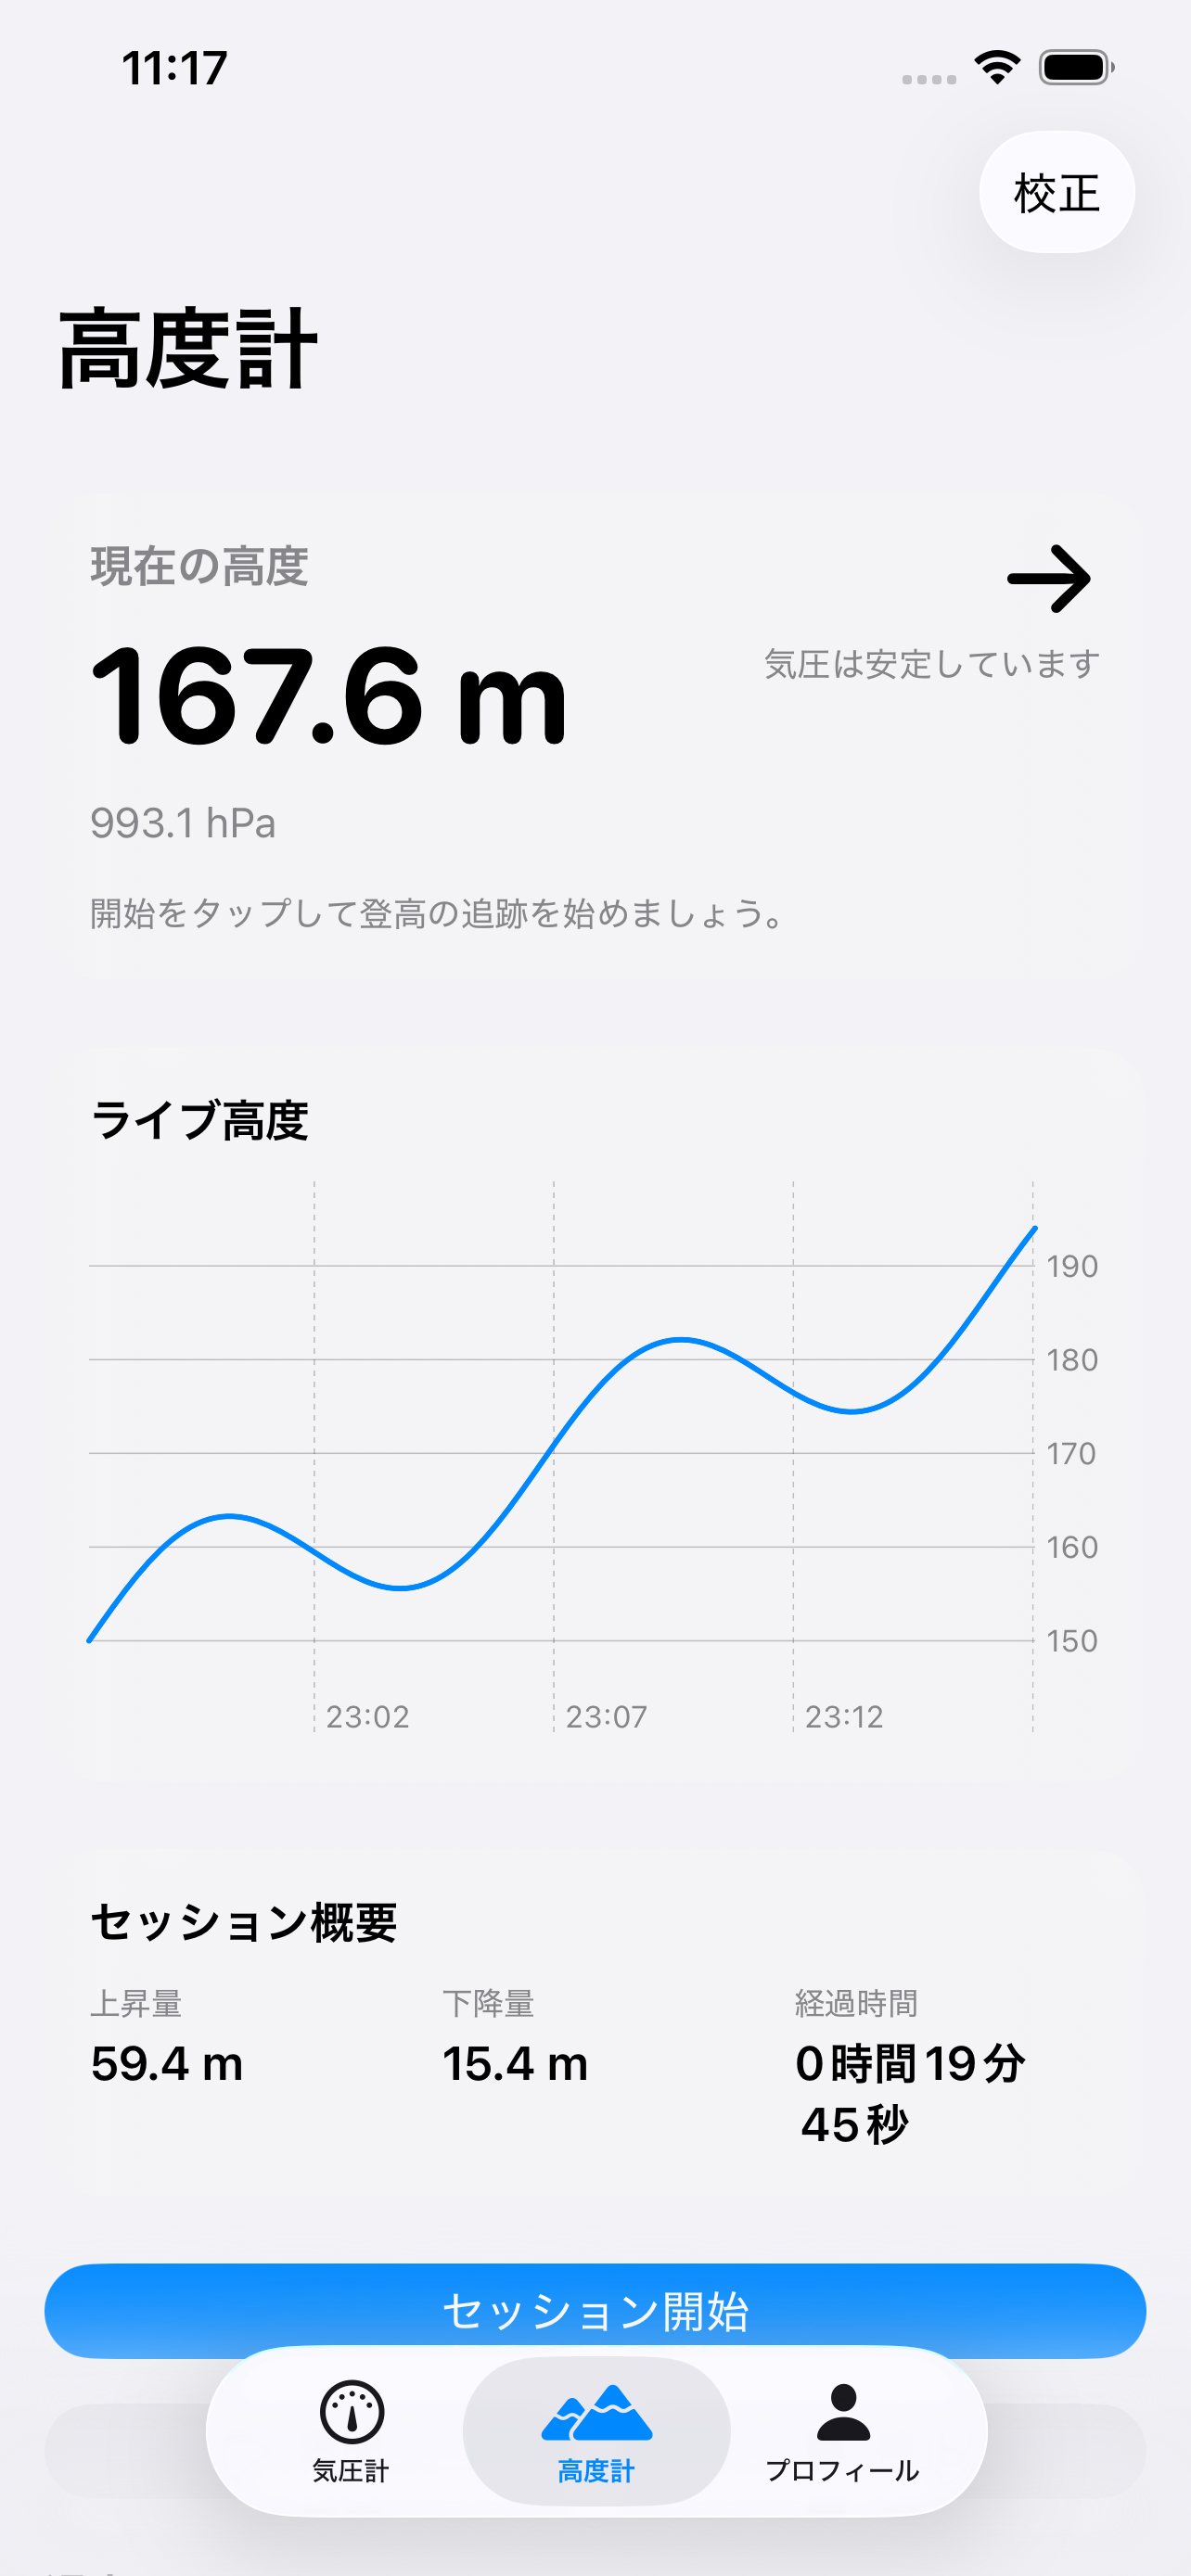 11:17
校正
高度計
現在の高度
167.6 m
気圧は安定しています
993.1 hPa
開始をタップして登高の追跡を始めましょう。
ライブ高度
190
180
170
160
150
23:02
23:07
23:12
セッション概要
上昇量
下降量
経過時間
59.4 m
15.4 m
0時間19分
45秒
セッション開始
気圧計
高度計
プロフィール